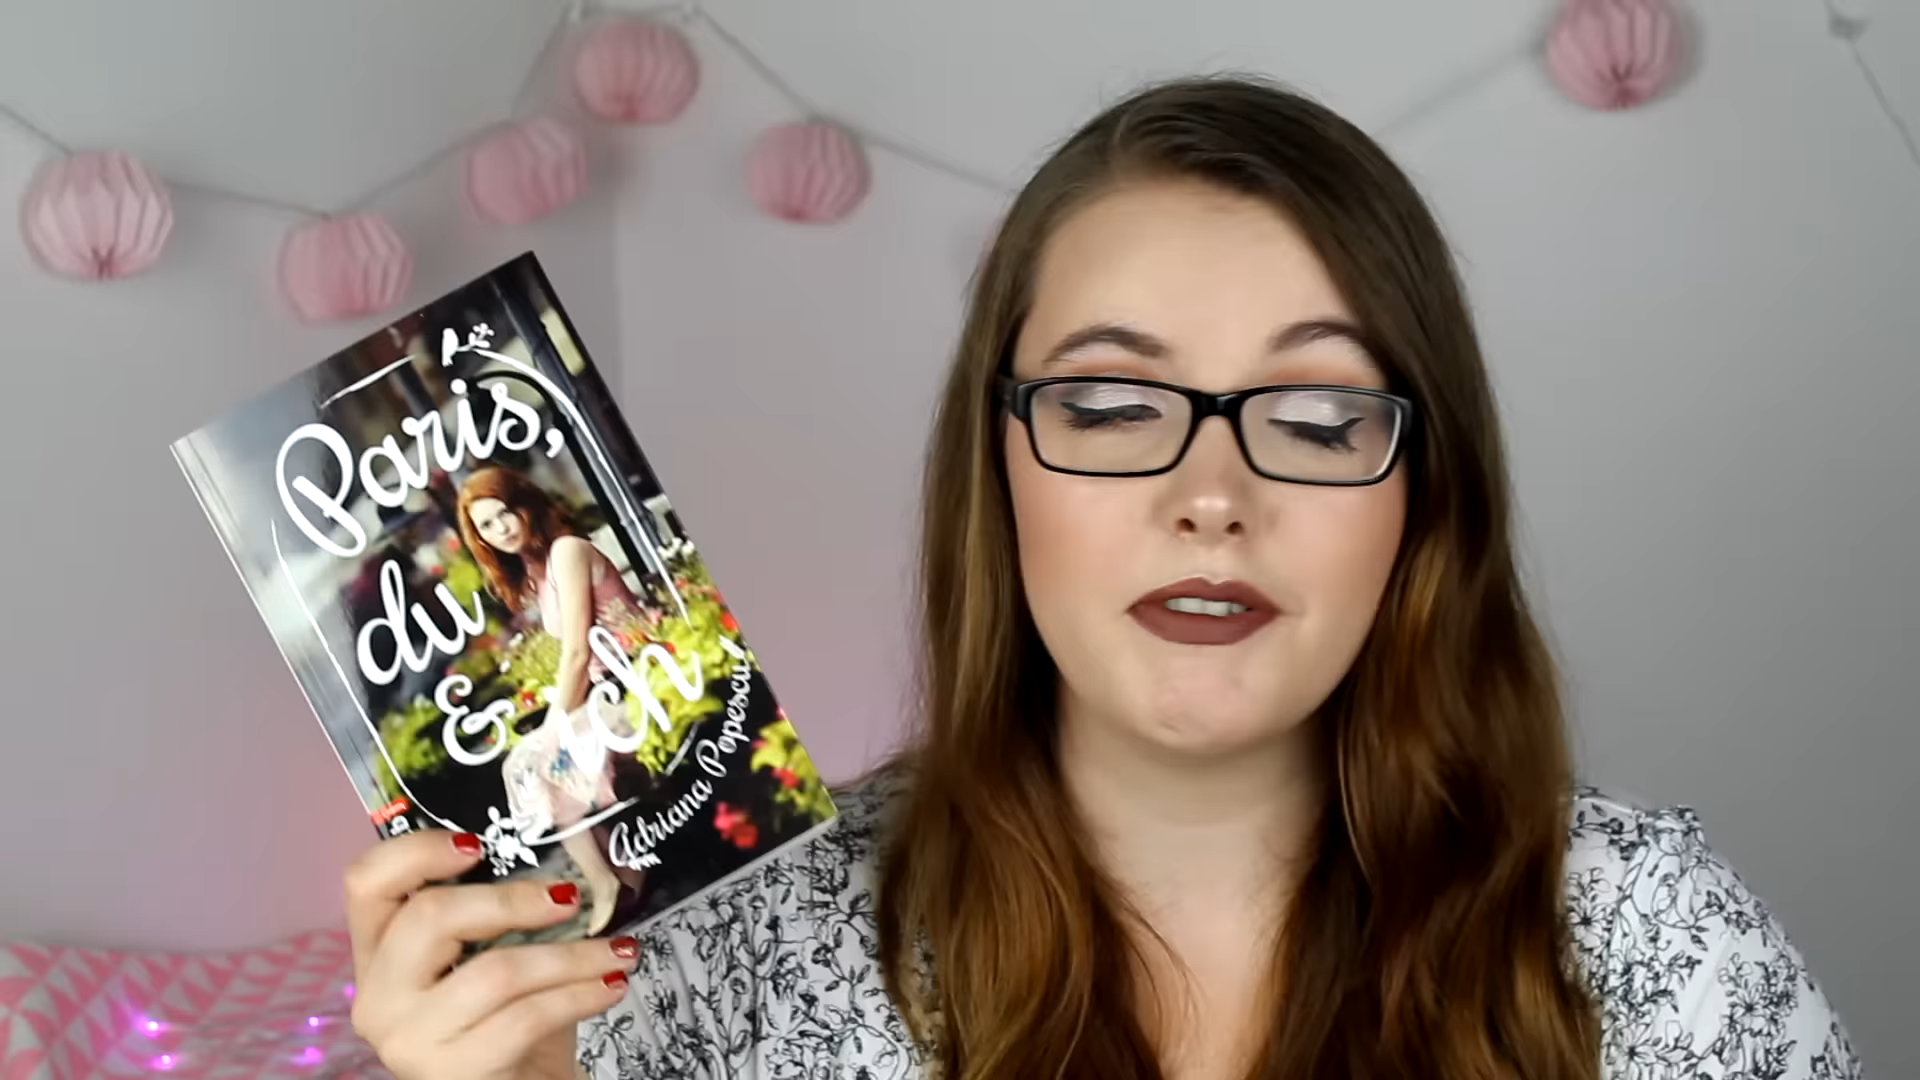 Paris,
du
& ich
Adriana Popescu